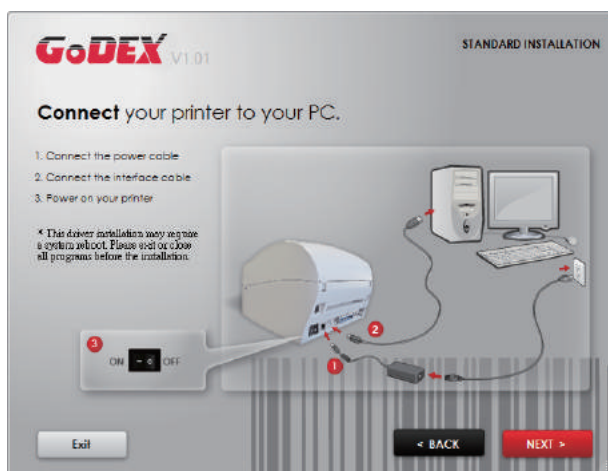 GoDEX V1.01
STANDARD INSTALLATION
Connect your printer to your PC.
1. Connect the power cable
2. Connect the interface cable
3. Power on your printer
* This driver installation may require
a system reboot. Please exit or close
all programs before the installation.
2
3
ON - o OFF
1
Exit
< BACK
NEXT >